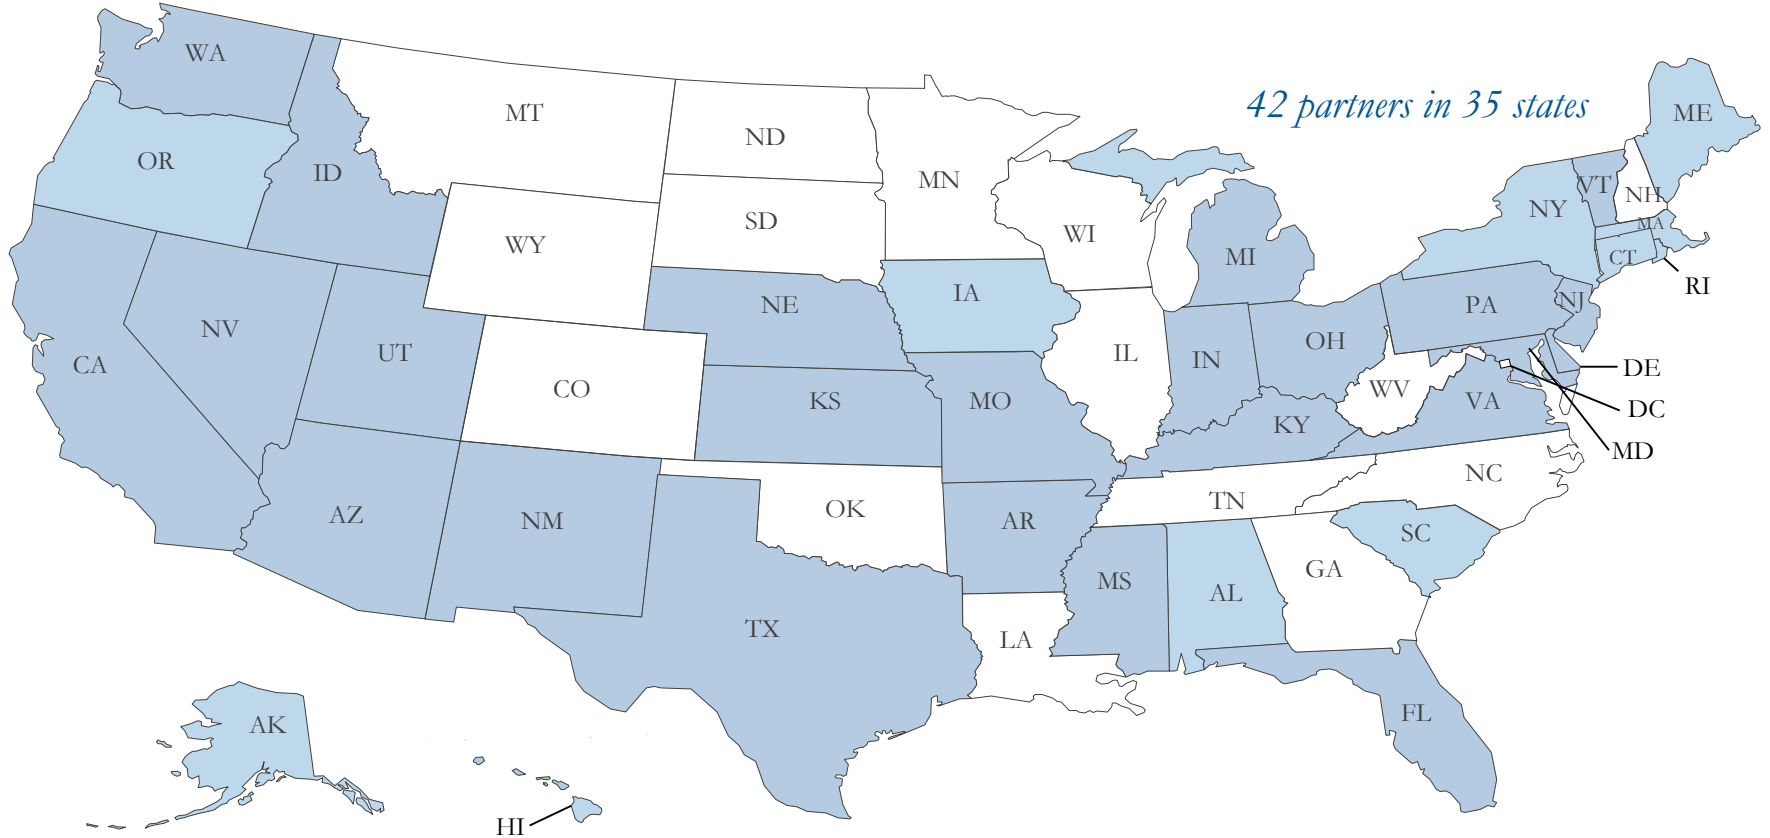 WA
42 partners in 35 states
MT
ME
ND
OR
ID
MN
VT
NH
NY
SD
MA
WI
WY
MI
CT
RI
IA
NE
PA
NJ
NV
OH
UT
IL
IN
CA
DE
CO
WV
KS
MO
VA
DC
KY
MD
NC
TN
OK
AZ
NM
AR
SC
GA
MS
AL
TX
LA
FL
AK
HI